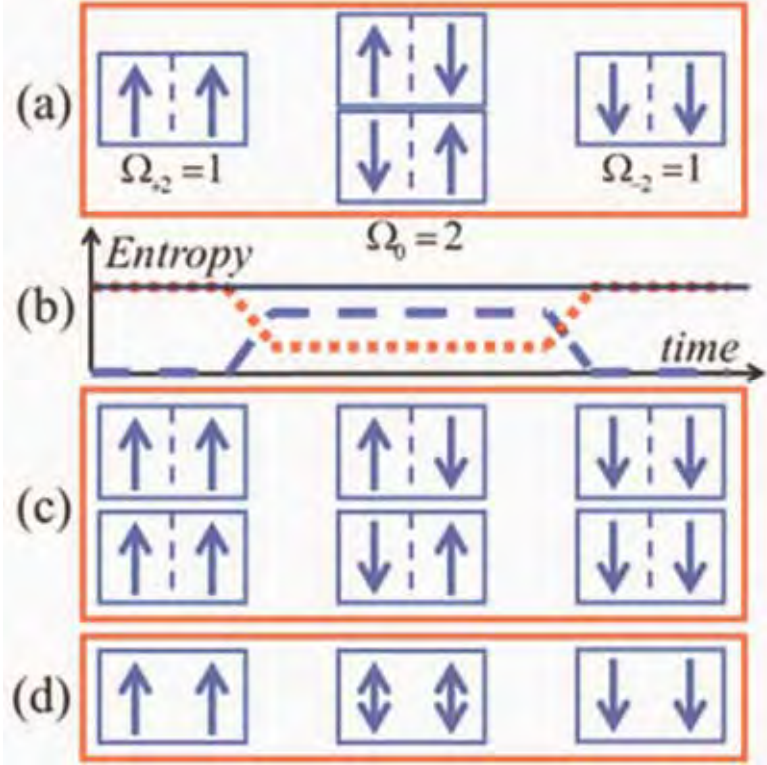 (a)
Ω₊₂ = 1
Ω₋₂ = 1
Ω₀ = 2
Entropy
(b)
time
(c)
(d)